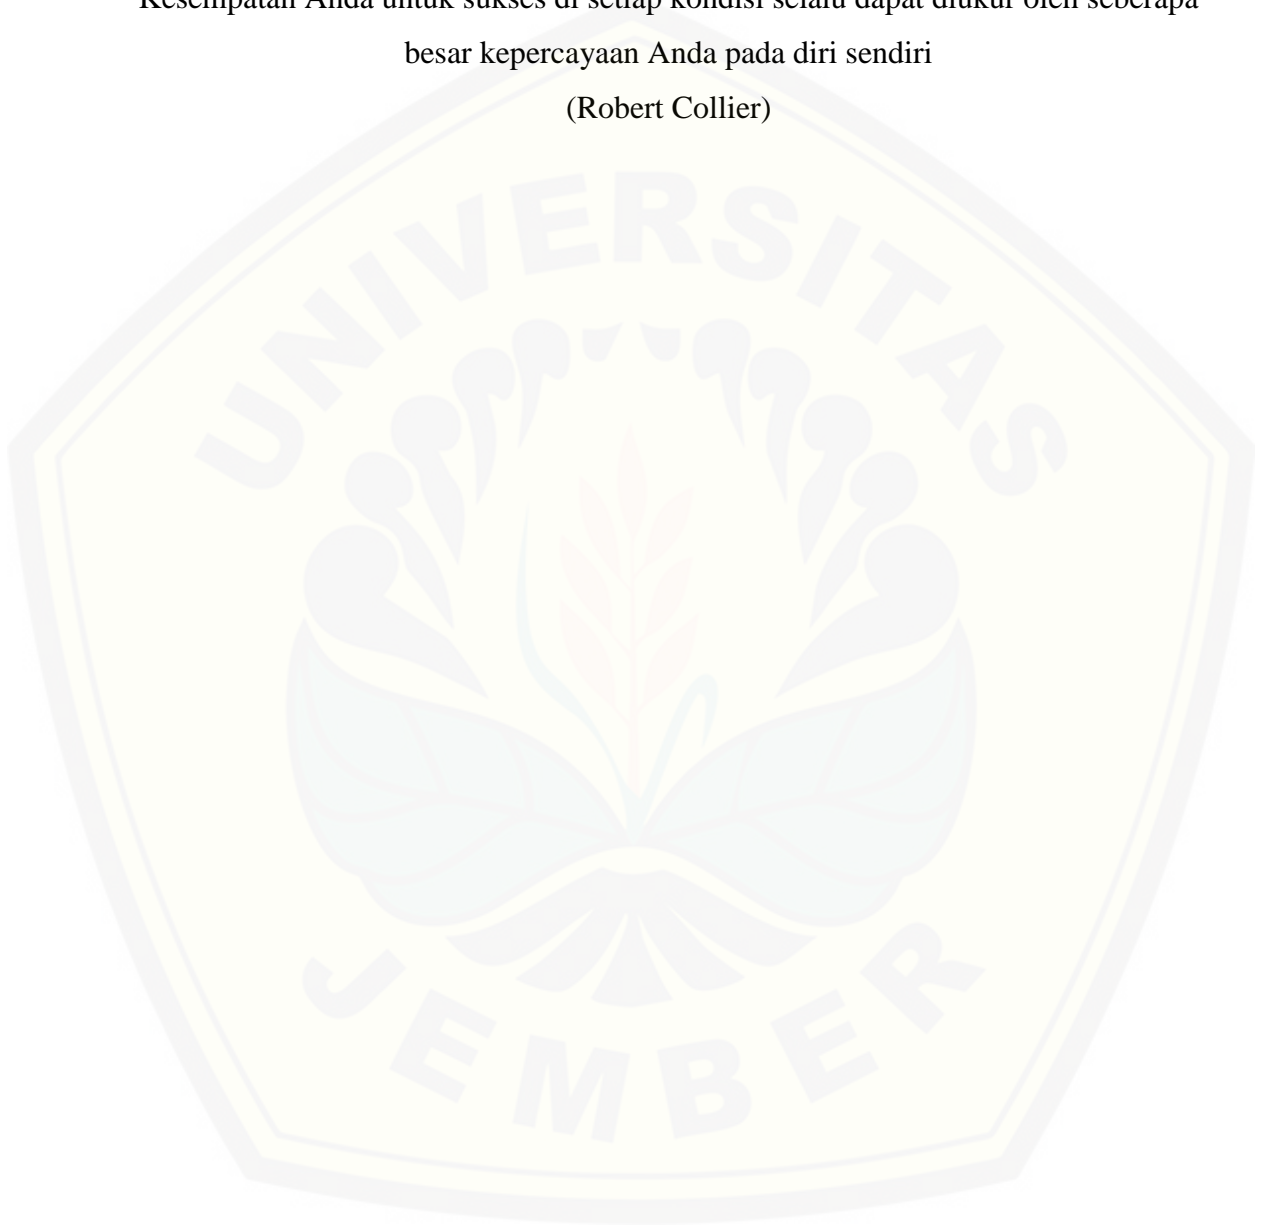 Kesempatan Anda untuk sukses di setiap kondisi selalu dapat diukur oleh seberapa
besar kepercayaan Anda pada diri sendiri
(Robert Collier)
UNIVERSITAS
JEMBER